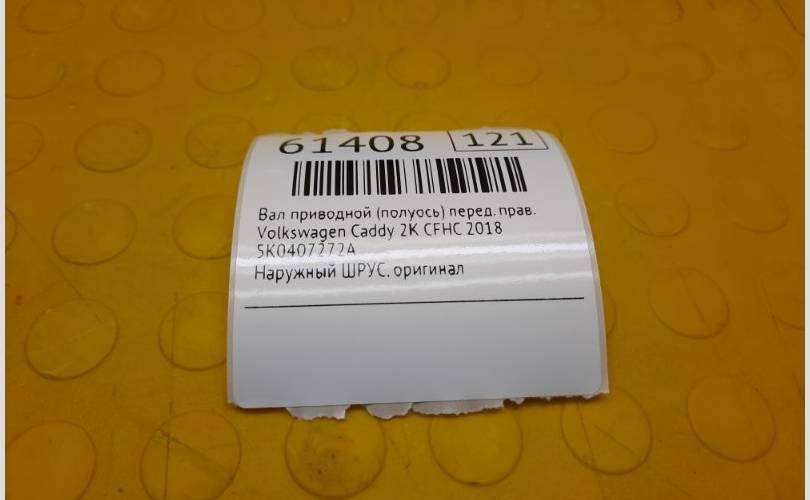 61408 121
Вал приводной (полуось) перед. прав.
Volkswagen Caddy 2K CFHC 2018
5K0407272A
Наружный ШРУС, оригинал